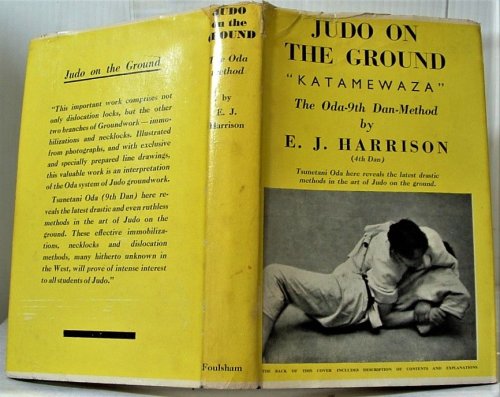 Judo on the Ground
"This important work comprises not
only dislocation locks, but the other
two branches of Groundwork — immo-
bilizations and necklocks. Illustrated
from photographs, and with exclusive
and specially prepared line drawings,
this valuable work is an interpretation
of the Oda system of Judo groundwork.
Tsunetani Oda (9th Dan) here re-
veals the latest drastic and even ruthless
methods in the art of Judo on the
ground. These effective immobiliza-
tions, necklocks and dislocation
methods, many hitherto unknown in
the West, will prove of intense interest
to all students of Judo."
JUDO
on the
GROUND
The Oda
Method
by
E. J.
Harrison
Foulsham
JUDO ON
THE GROUND
"KATAMEWAZA"
The Oda-9th Dan-Method
by
E. J. HARRISON
(4th Dan)
Tsunetani Oda here reveals the latest drastic
methods in the art of Judo on the ground.
THE BACK OF THIS COVER INCLUDES DESCRIPTION OF CONTENTS AND EXPLANATIONS